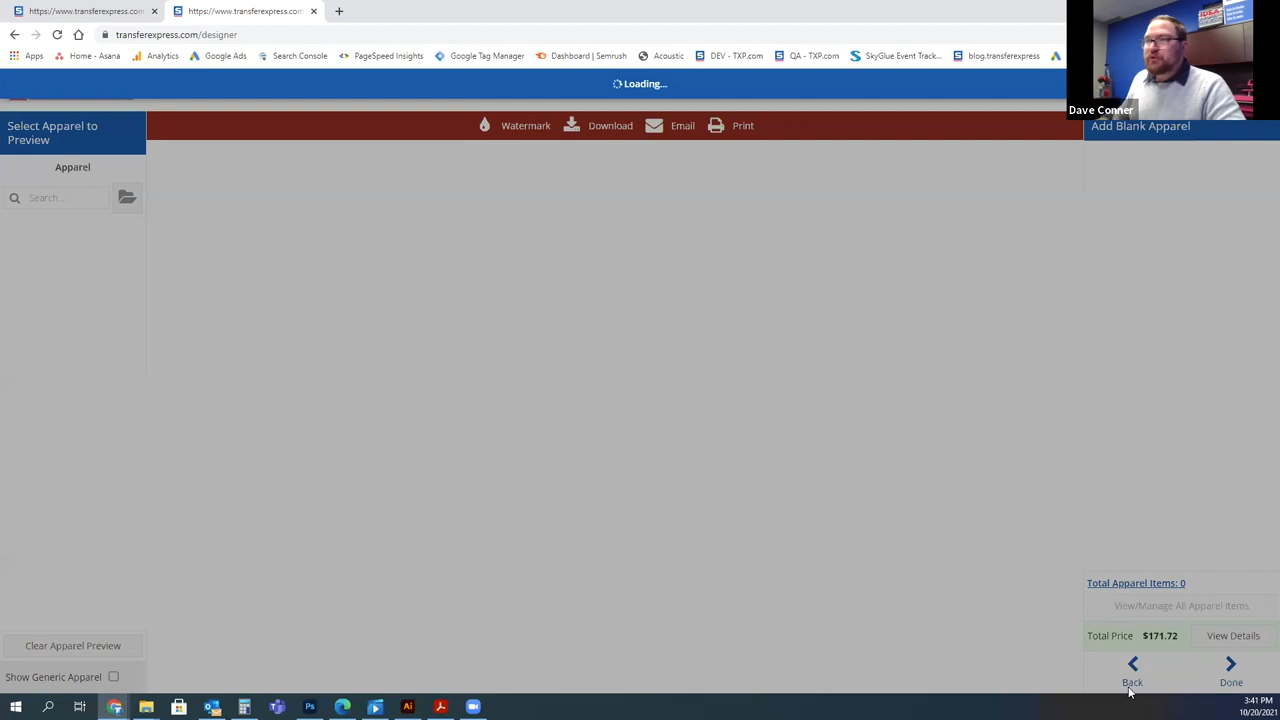 https://www.transferexpress.com
https://www.transferexpress.com
transferexpress.com/designer
Apps
Home - Asana
Analytics
Google Ads
Search Console
PageSpeed Insights
Google Tag Manager
Dashboard | Semrush
Acoustic
DEV - TXP.com
QA - TXP.com
SkyGlue Event Track...
blog.transferexpress
Loading...
Dave Conner
Select Apparel to
Preview
Watermark
Download
Email
Print
Add Blank Apparel
Apparel
Search...
Total Apparel Items: 0
View/Manage All Apparel Items
Total Price
$171.72
View Details
Clear Apparel Preview
Show Generic Apparel
Back
Done
3:41 PM
10/20/2021